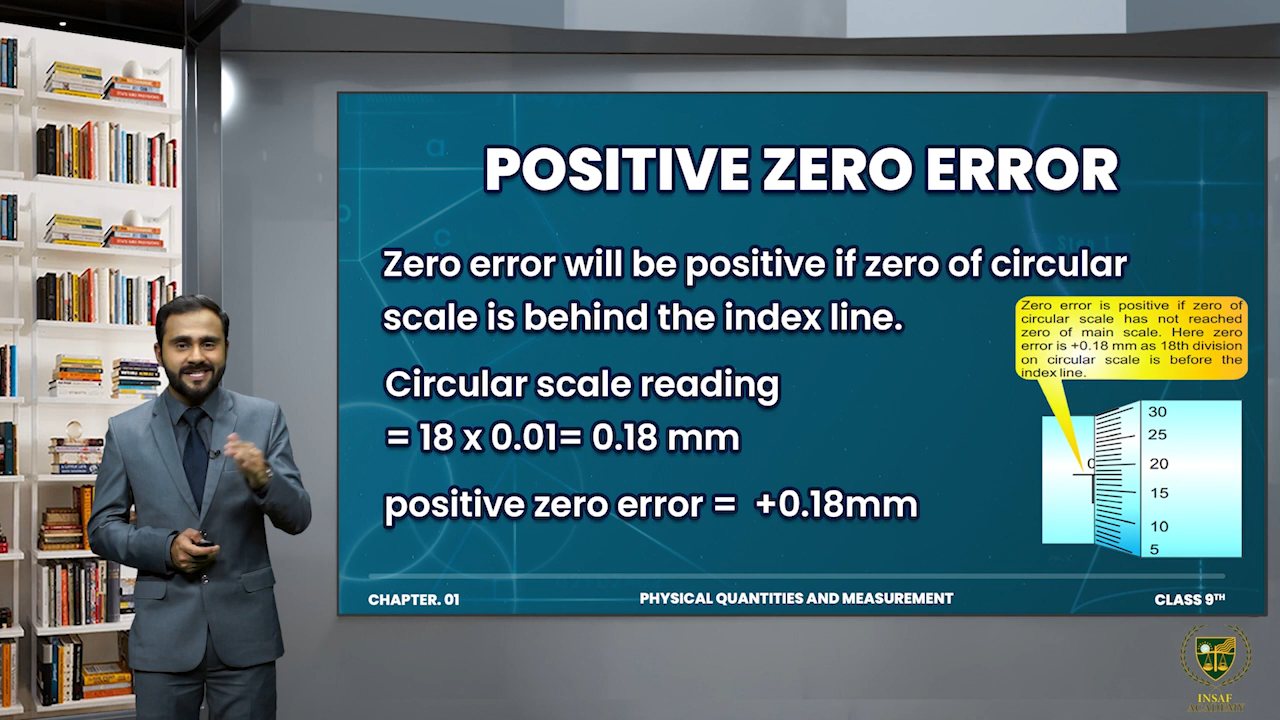 POSITIVE ZERO ERROR
Zero error will be positive if zero of circular
scale is behind the index line.
Circular scale reading
= 18 x 0.01= 0.18 mm
positive zero error = +0.18mm
Zero error is positive if zero of
circular scale has not reached
zero of main scale. Here zero
error is +0.18 mm as 18th division
on circular scale is before the
index line.
0
30
25
20
15
10
5
CHAPTER. 01
PHYSICAL QUANTITIES AND MEASUREMENT
CLASS 9TH
INSAF
ACADEMY